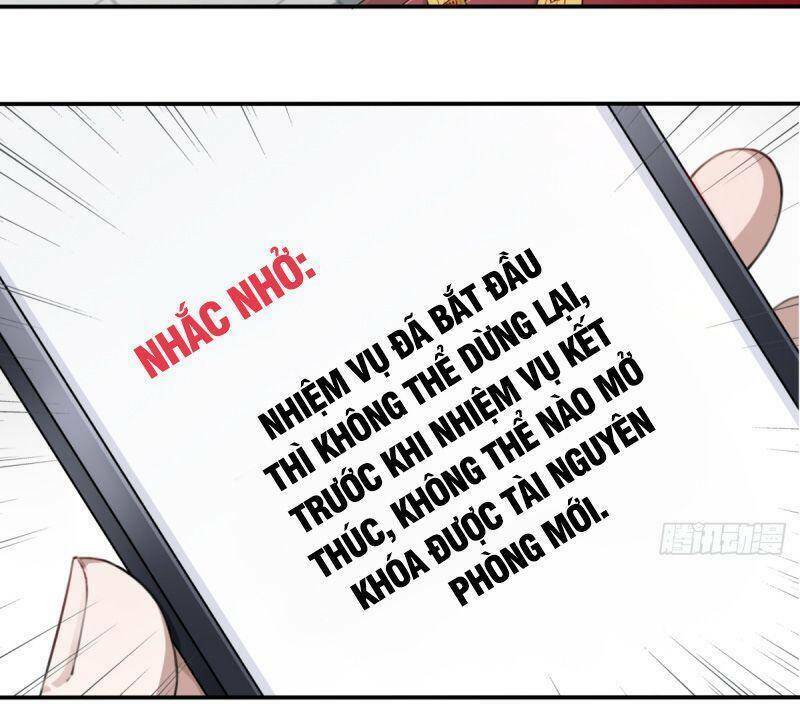 NHẮC NHỞ:
NHIỆM VỤ ĐÃ BẮT ĐẦU
THÌ KHÔNG THỂ DỪNG LẠI,
TRƯỚC KHI NHIỆM VỤ KẾT
THÚC, KHÔNG THỂ NÀO MỞ
KHÓA ĐƯỢC TÀI NGUYÊN
PHÒNG MỚI.
腾讯动漫